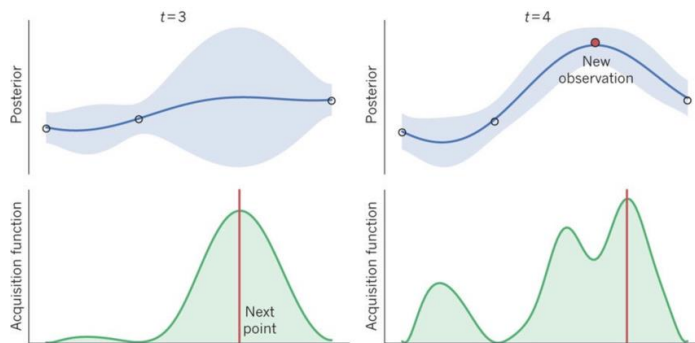 t=3
t=4
Posterior
Posterior
New
observation
Acquisition function
Next
point
Acquisition function